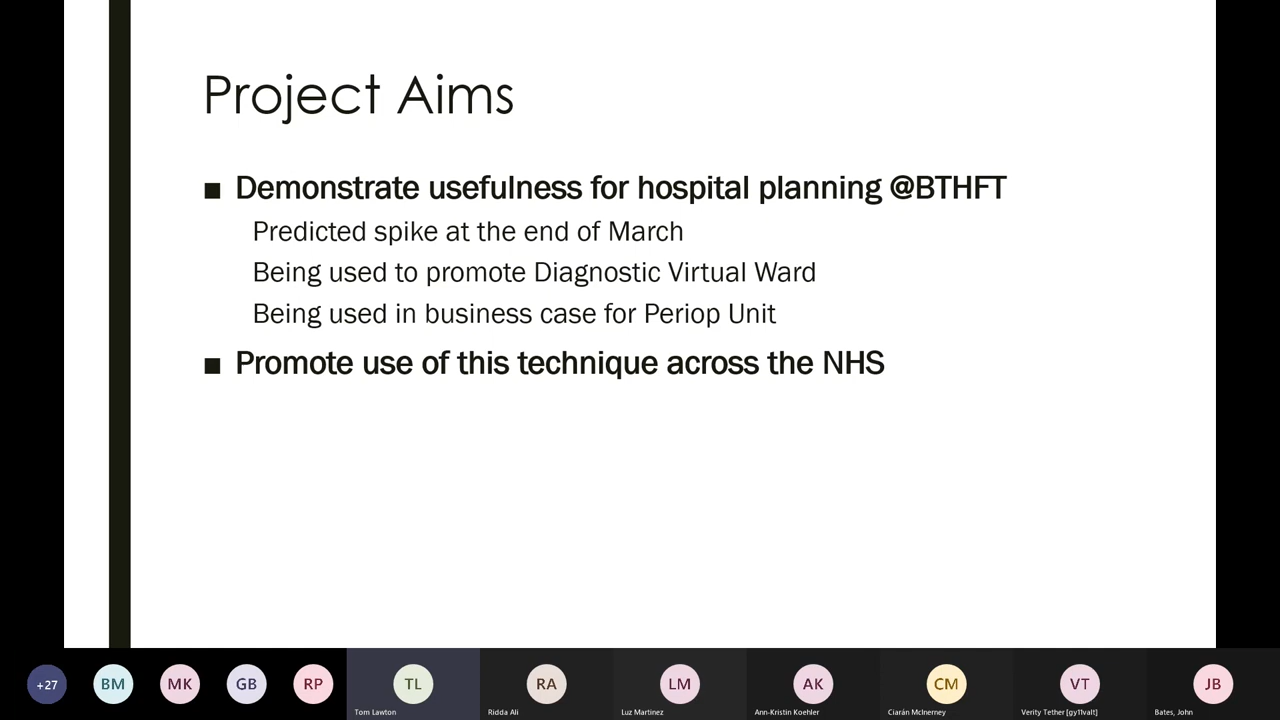 Project Aims
■ Demonstrate usefulness for hospital planning @BTHFT
Predicted spike at the end of March
Being used to promote Diagnostic Virtual Ward
Being used in business case for Periop Unit
■ Promote use of this technique across the NHS
+27 BM MK GB RP TL RA LM AK CM VT JB
Tom Lawton Ridda Ali Luz Martinez Ann-Kristin Koehler Ciarán McInerney Verity Tether [gy11valt] Bates, John